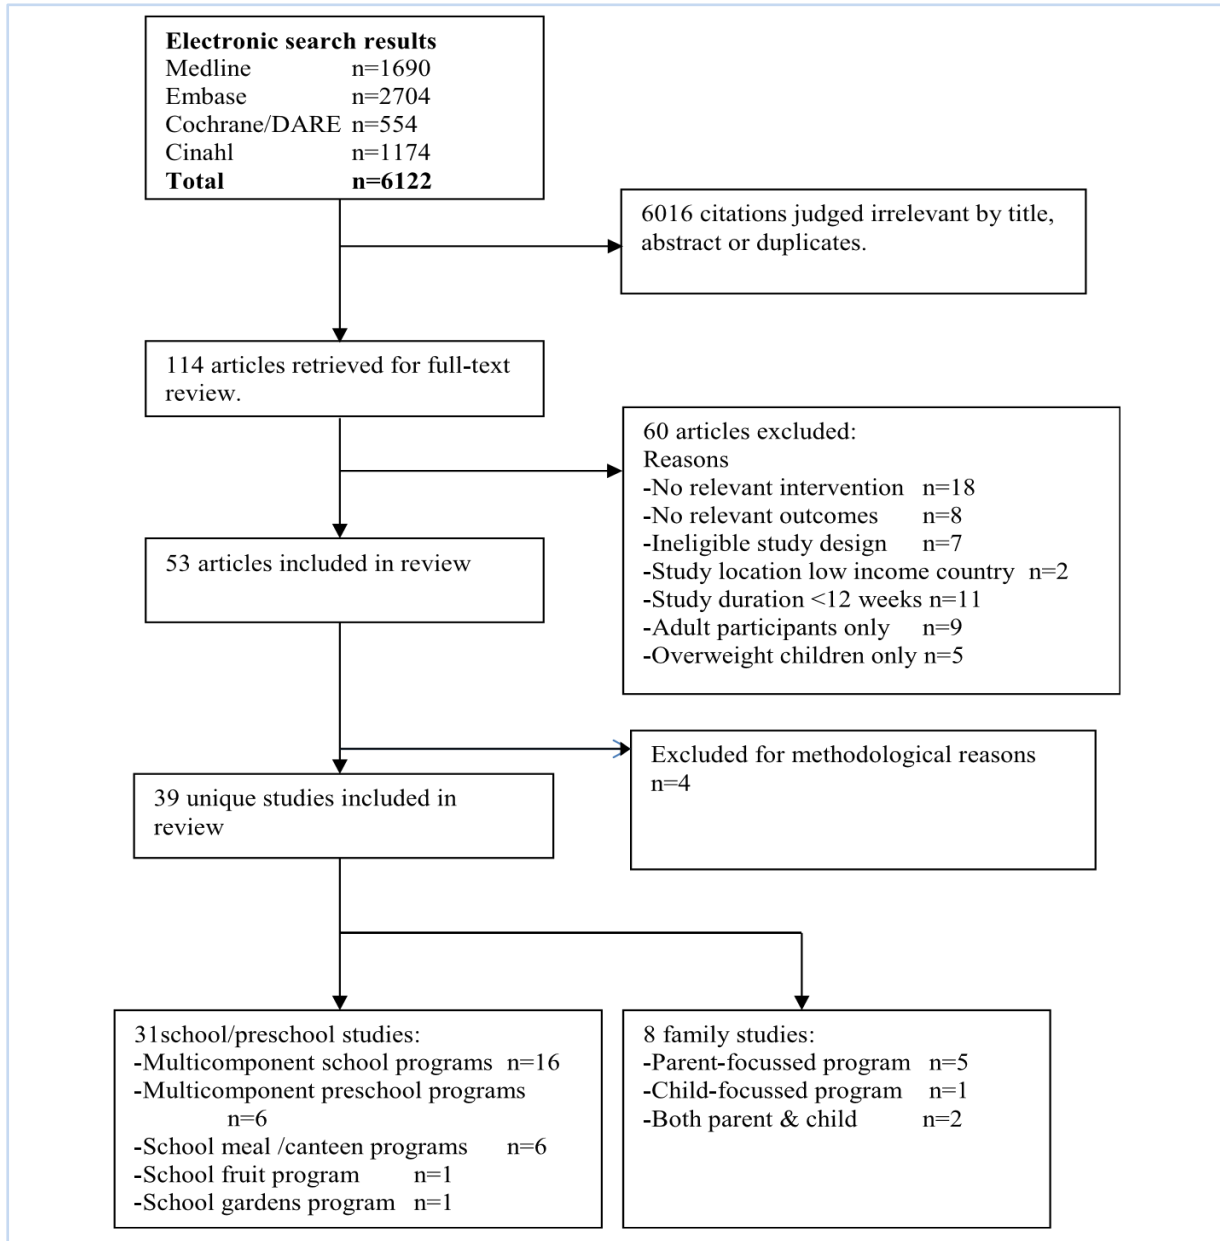 Electronic search results
Medline n=1690
Embase n=2704
Cochrane/DARE n=554
Cinahl n=1174
Total n=6122
6016 citations judged irrelevant by title,
abstract or duplicates.
114 articles retrieved for full-text
review.
60 articles excluded:
Reasons
-No relevant intervention n=18
-No relevant outcomes n=8
-Ineligible study design n=7
-Study location low income country n=2
-Study duration <12 weeks n=11
-Adult participants only n=9
-Overweight children only n=5
53 articles included in review
Excluded for methodological reasons
n=4
39 unique studies included in
review
31school/preschool studies:
-Multicomponent school programs n=16
-Multicomponent preschool programs
n=6
-School meal /canteen programs n=6
-School fruit program n=1
-School gardens program n=1
8 family studies:
-Parent-focussed program n=5
-Child-focussed program n=1
-Both parent & child n=2